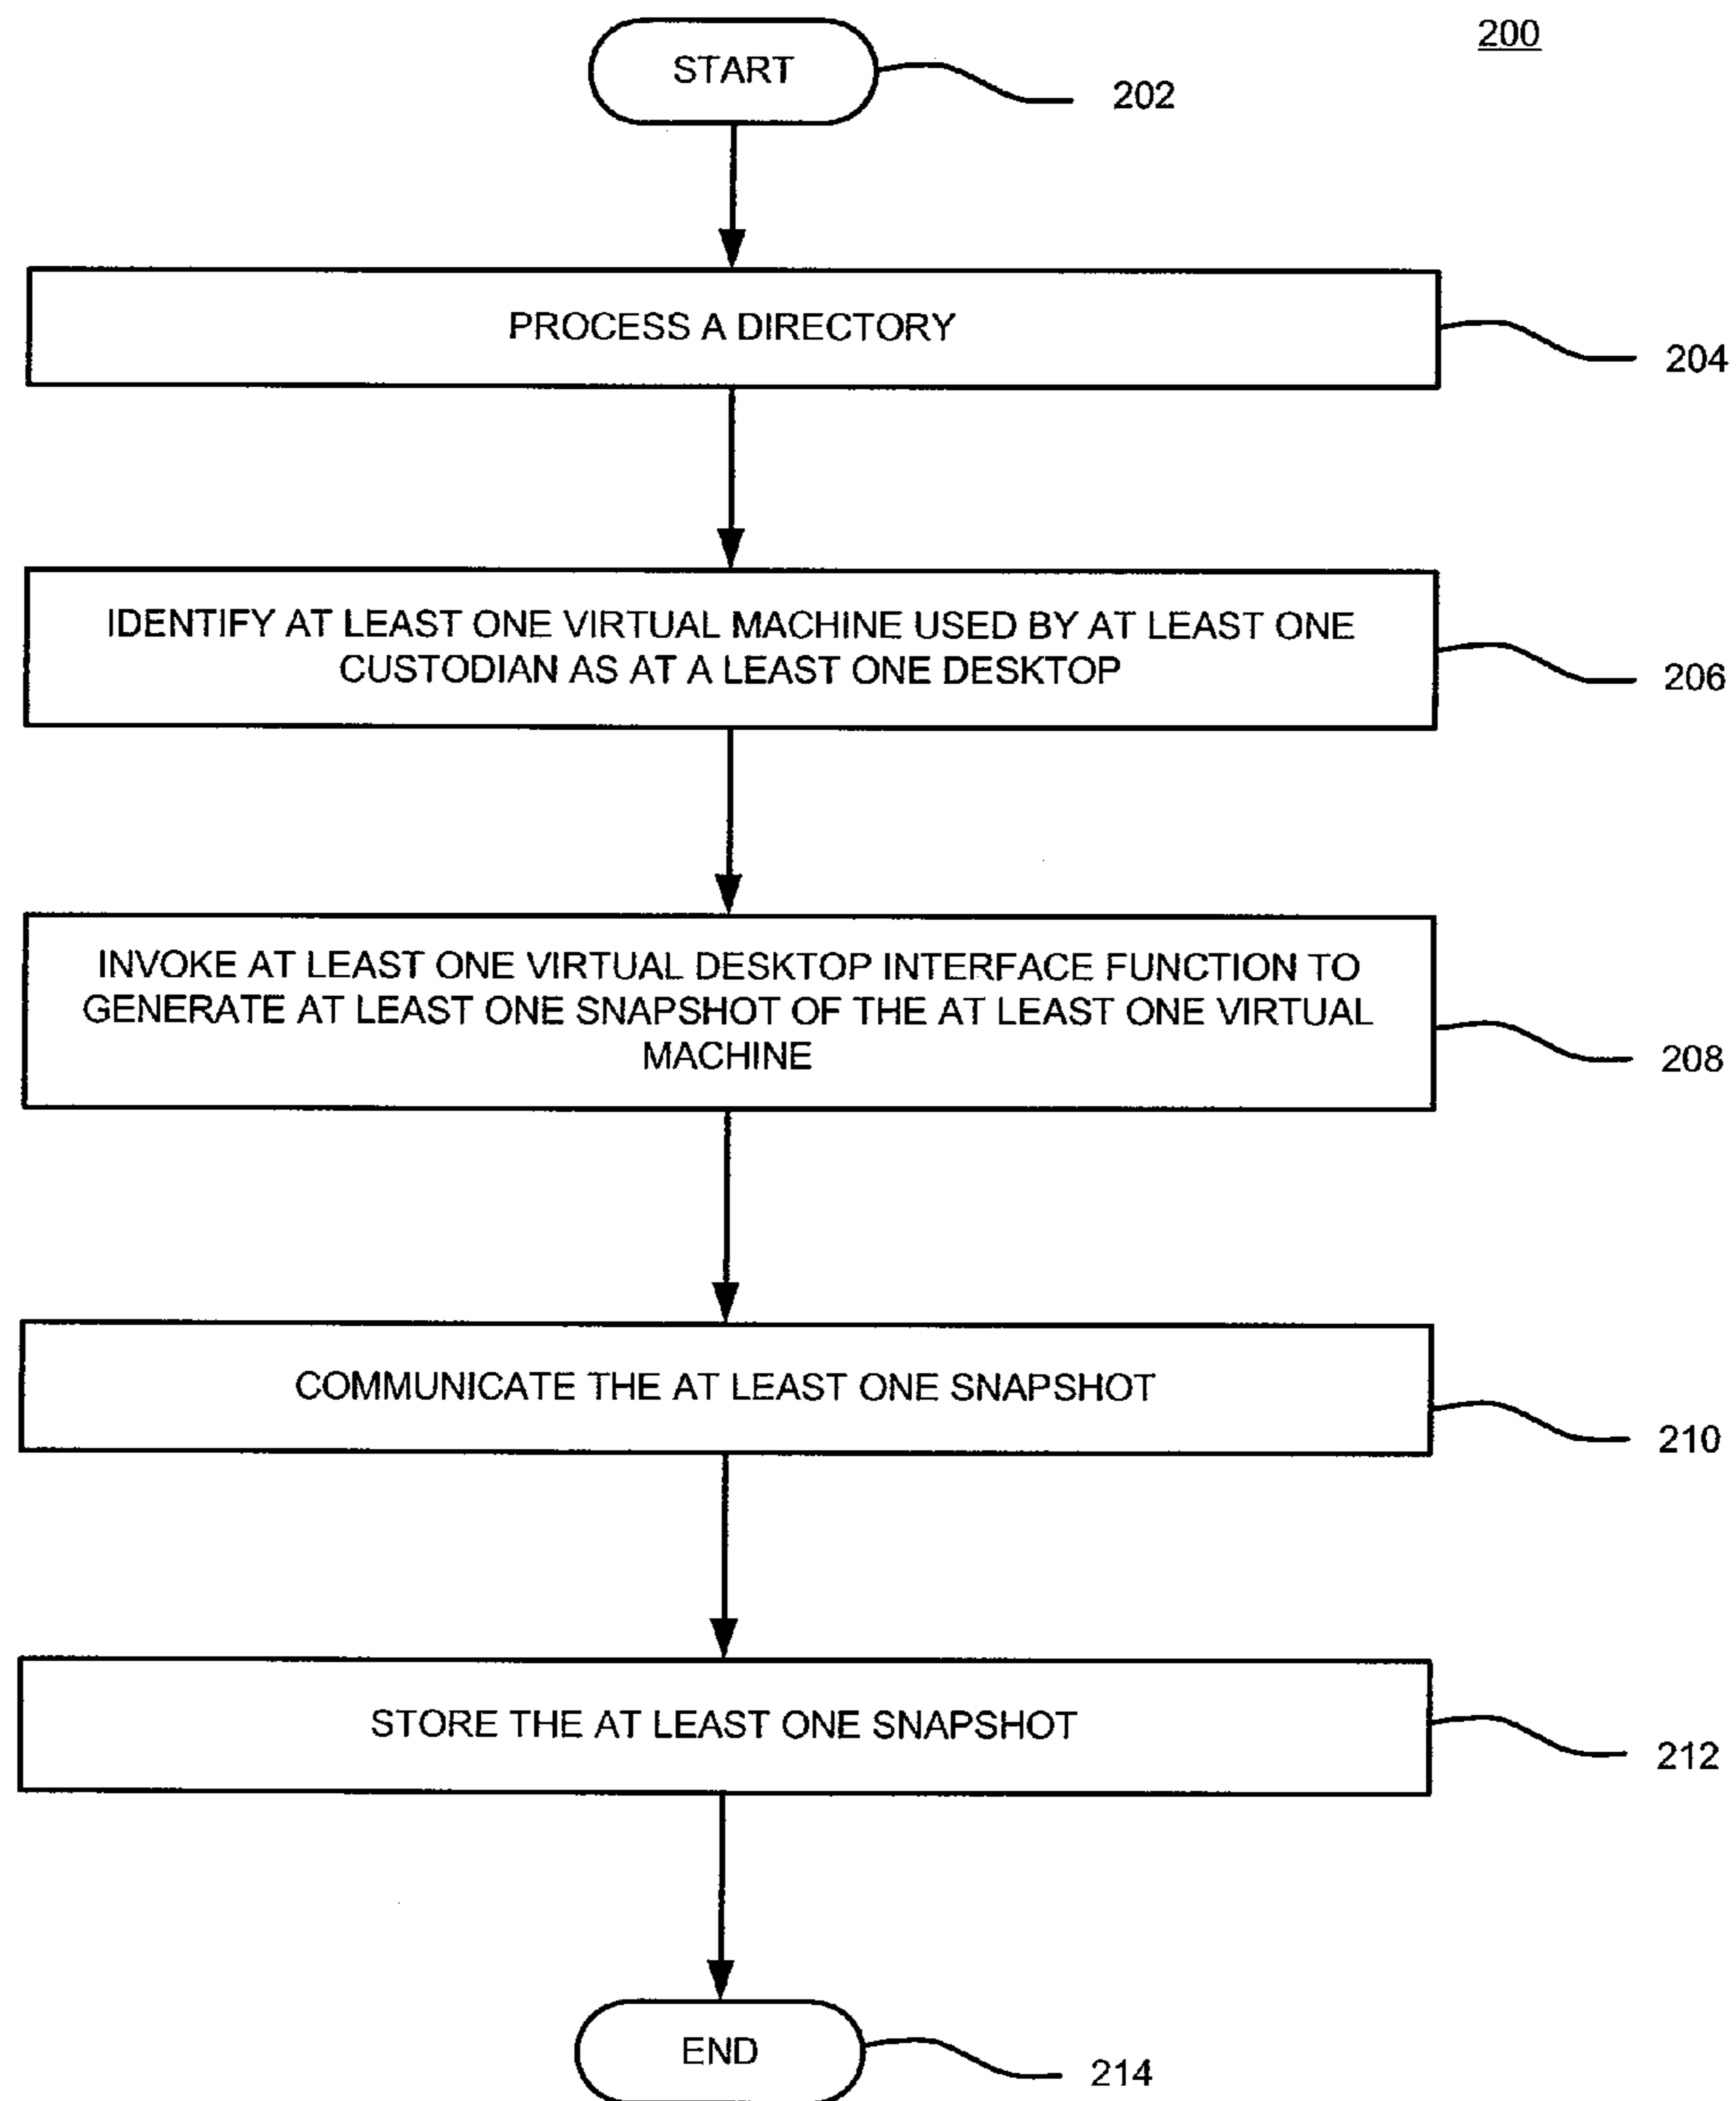 200
START
202
PROCESS A DIRECTORY
204
IDENTIFY AT LEAST ONE VIRTUAL MACHINE USED BY AT LEAST ONE
CUSTODIAN AS AT A LEAST ONE DESKTOP
206
INVOKE AT LEAST ONE VIRTUAL DESKTOP INTERFACE FUNCTION TO
GENERATE AT LEAST ONE SNAPSHOT OF THE AT LEAST ONE VIRTUAL
MACHINE
208
COMMUNICATE THE AT LEAST ONE SNAPSHOT
210
STORE THE AT LEAST ONE SNAPSHOT
212
END
214